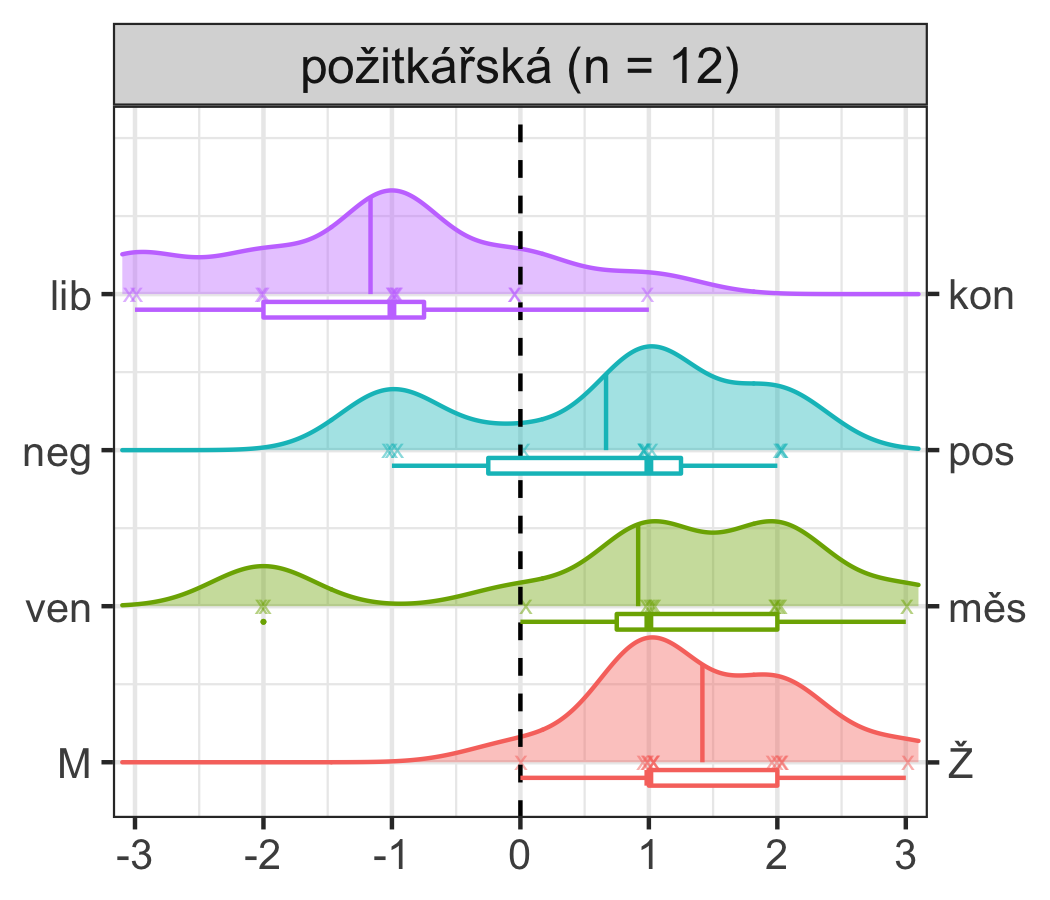 požitkářská (n = 12)
lib kon
neg pos
ven měs
M Ž
-3 -2 -1 0 1 2 3